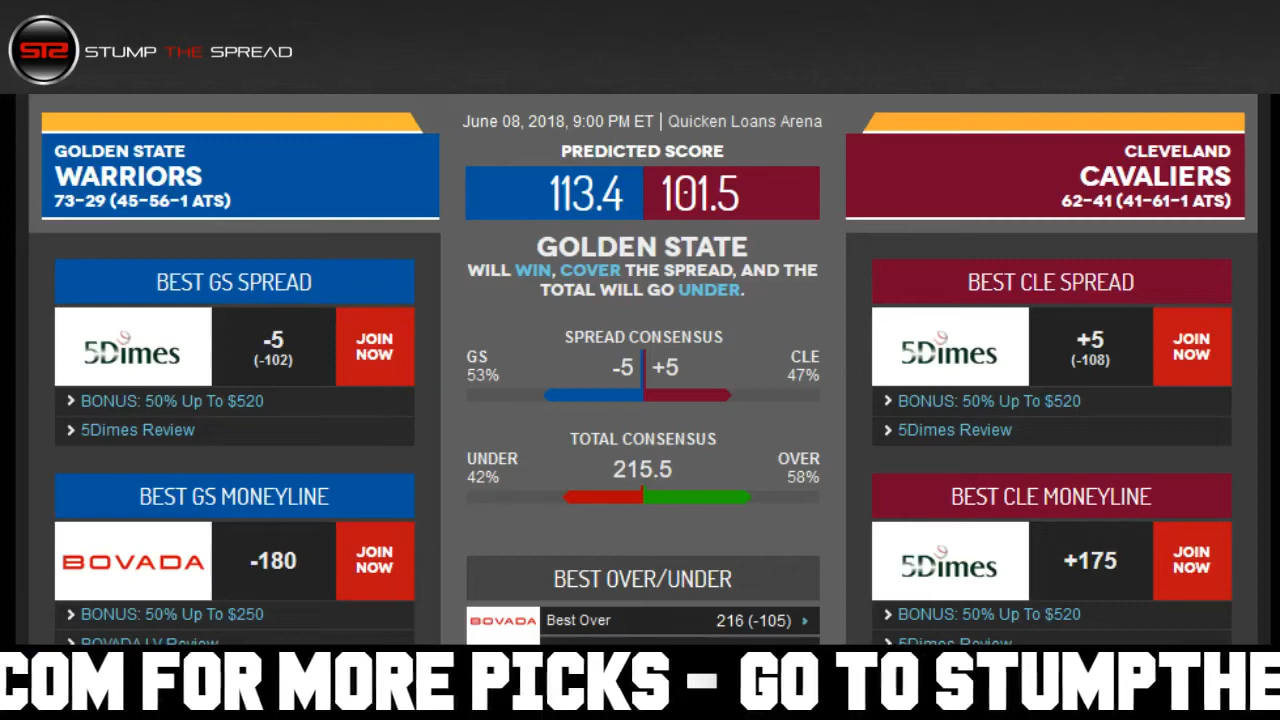 STS STUMP THE SPREAD
June 08, 2018, 9:00 PM ET | Quicken Loans Arena
GOLDEN STATE
WARRIORS
73-29 (45-56-1 ATS)
PREDICTED SCORE
113.4 101.5
CLEVELAND
CAVALIERS
62-41 (41-61-1 ATS)
GOLDEN STATE
WILL WIN, COVER THE SPREAD, AND THE
TOTAL WILL GO UNDER.
BEST GS SPREAD
5Dimes
-5
(-102)
JOIN
NOW
BONUS: 50% Up To $520
5Dimes Review
BEST GS MONEYLINE
BOVADA
-180
JOIN
NOW
BONUS: 50% Up To $250
BOVADA LV Review
SPREAD CONSENSUS
GS
53%
-5 +5
CLE
47%
TOTAL CONSENSUS
UNDER
42%
215.5
OVER
58%
BEST OVER/UNDER
BOVADA Best Over 216 (-105)
BEST CLE SPREAD
5Dimes
+5
(-108)
JOIN
NOW
BONUS: 50% Up To $520
5Dimes Review
BEST CLE MONEYLINE
5Dimes
+175
JOIN
NOW
BONUS: 50% Up To $520
5Dimes Review
COM FOR MORE PICKS - GO TO STUMPTHE